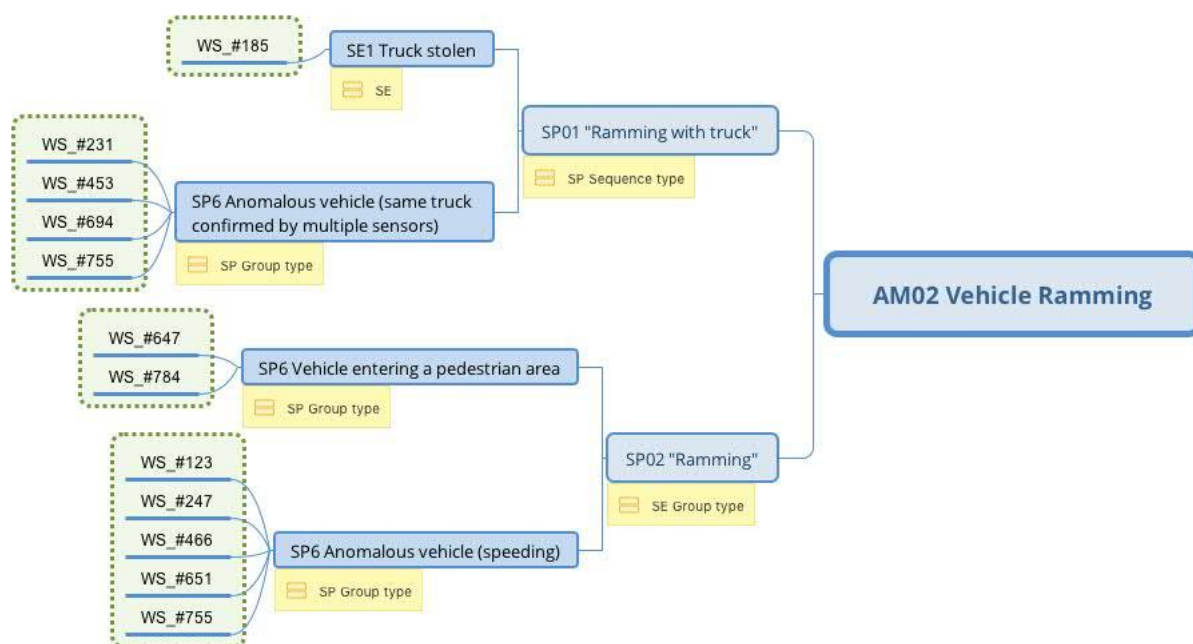 WS_#185
SE1 Truck stolen
SE
SP01 "Ramming with truck"
SP Sequence type
WS_#231
WS_#453
WS_#694
WS_#755
SP6 Anomalous vehicle (same truck
confirmed by multiple sensors)
SP Group type
AM02 Vehicle Ramming
WS_#647
WS_#784
SP6 Vehicle entering a pedestrian area
SP Group type
SP02 "Ramming"
SE Group type
WS_#123
WS_#247
WS_#466
WS_#651
WS_#755
SP6 Anomalous vehicle (speeding)
SP Group type